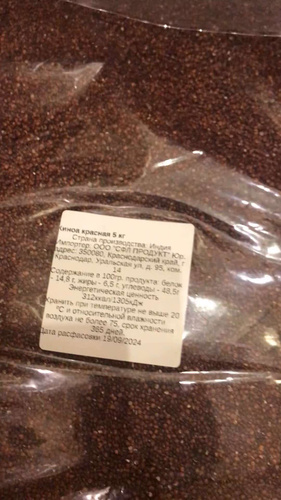 Киноа красная 5 кг
Страна производства: Индия
Импортер: ООО "СФЛ ПРОДУКТ" Юр.
адрес: 350080, Краснодарский край, г.
Краснодар, Уральская ул, д. 95, ком.
14
Содержание в 100гр. продукта: белок
14,8 г, жиры - 6,5 г, углеводы - 48,5г
Энергетическая ценность
312ккал/1305кДж
Хранить при температуре не выше 20
°С и относительной влажности
воздуха не более 75, срок хранения
365 дней.
Дата расфасовки:19/09/2024